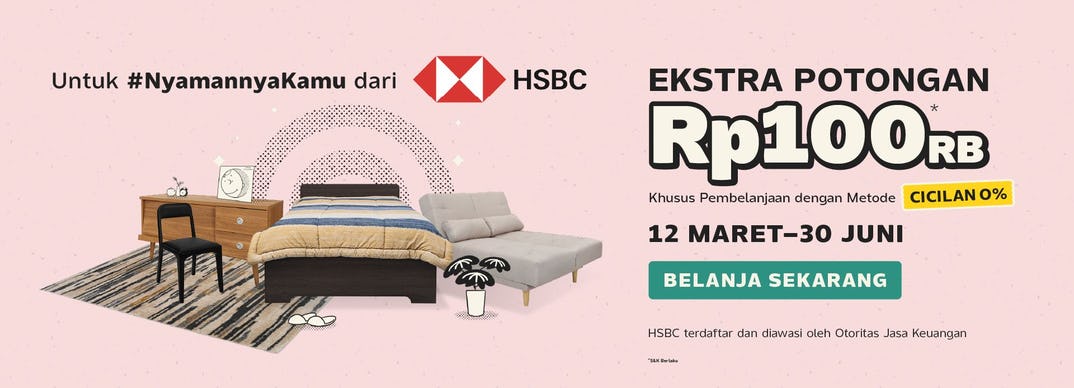 Untuk #NyamannyaKamu dari HSBC
EKSTRA POTONGAN
Rp100RB*
Khusus Pembelanjaan dengan Metode CICILAN 0%
12 MARET–30 JUNI
BELANJA SEKARANG
HSBC terdaftar dan diawasi oleh Otoritas Jasa Keuangan
*S&K Berlaku